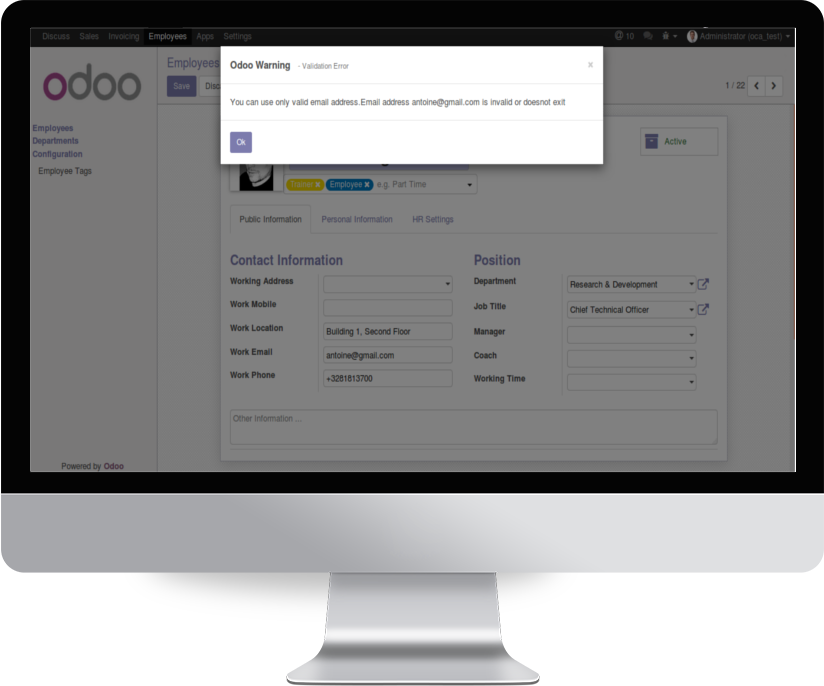 Discuss Sales Invoicing Employees Apps Settings @ 10 Administrator (oca_test)
odoo
Employees
Save Disc
1 / 22
Odoo Warning - Validation Error x
You can use only valid email address.Email address antoine@gmail.com is invalid or doesnot exit
Ok
Employees
Departments
Configuration
Employee Tags
Active
Employee x e.g. Part Time
Public Information Personal Information HR Settings
Contact Information Position
Working Address Department Research & Development
Work Mobile Job Title Chief Technical Officer
Work Location Building 1, Second Floor Manager
Work Email antoine@gmail.com Coach
Work Phone +3281813700 Working Time
Other Information ...
Powered by Odoo